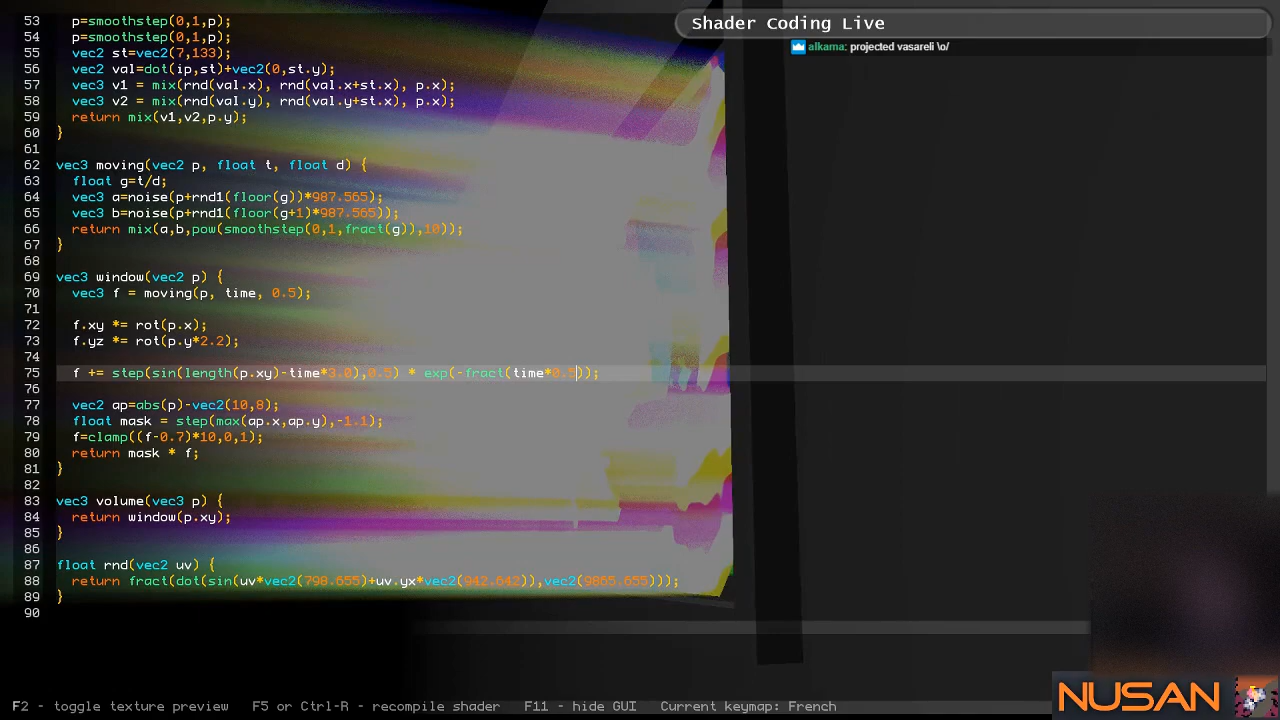 Shader Coding Live
alkama: projected vasareli \o/
53 p=smoothstep(0,1,p);
54 p=smoothstep(0,1,p);
55 vec2 st=vec2(7,133);
56 vec2 val=dot(ip,st)+vec2(0,st.y);
57 vec3 v1 = mix(rnd(val.x), rnd(val.x+st.x), p.x);
58 vec3 v2 = mix(rnd(val.y), rnd(val.y+st.x), p.x);
59 return mix(v1,v2,p.y);
60 }
61
62 vec3 moving(vec2 p, float t, float d) {
63 float g=t/d;
64 vec3 a=noise(p+rnd1(floor(g))*987.565);
65 vec3 b=noise(p+rnd1(floor(g+1)*987.565));
66 return mix(a,b,pow(smoothstep(0,1,fract(g)),10));
67 }
68
69 vec3 window(vec2 p) {
70 vec3 f = moving(p, time, 0.5);
71
72 f.xy *= rot(p.x);
73 f.yz *= rot(p.y*2.2);
74
75 f += step(sin(length(p.xy)-time*3.0),0.5) * exp(-fract(time*0.5));
76
77 vec2 ap=abs(p)-vec2(10,8);
78 float mask = step(max(ap.x,ap.y),-1.1);
79 f=clamp((f-0.7)*10,0,1);
80 return mask * f;
81 }
82
83 vec3 volume(vec3 p) {
84 return window(p.xy);
85 }
86
87 float rnd(vec2 uv) {
88 return fract(dot(sin(uv*vec2(798.655)+uv.yx*vec2(942.642)),vec2(9865.655)));
89 }
90
F2 - toggle texture preview F5 or Ctrl-R - recompile shader F11 - hide GUI Current keymap: French
NUSAN